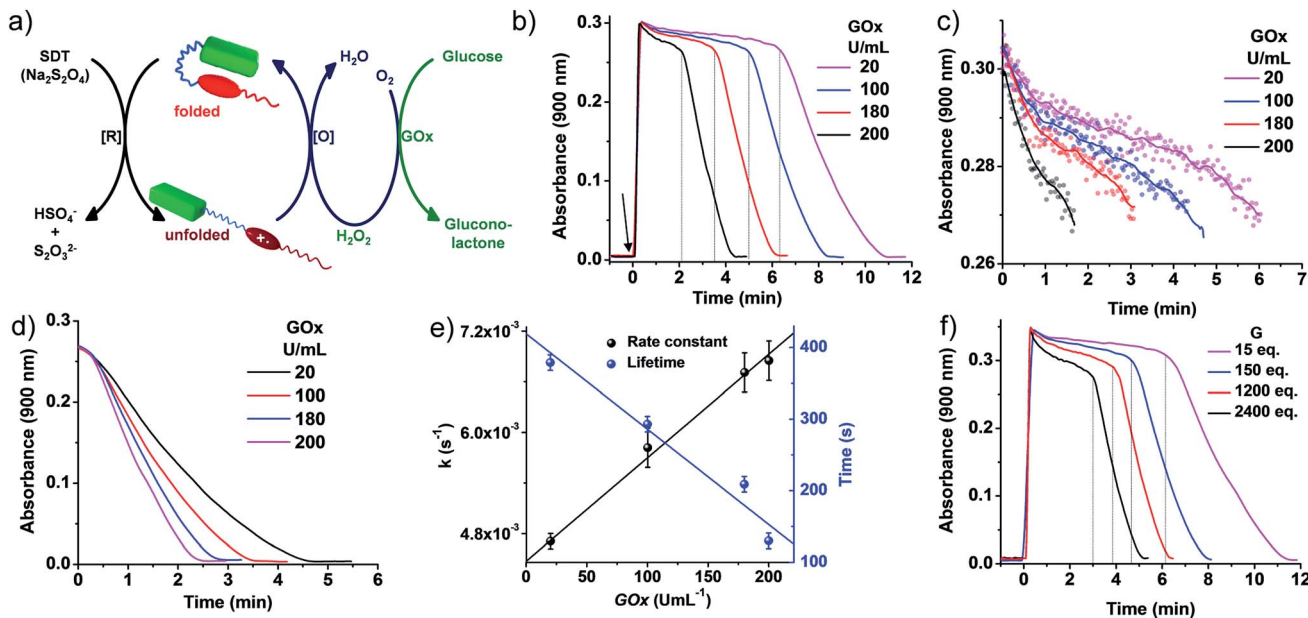 a)
SDT
(Na₂S₂O₄)
folded
[R]
HSO₄⁻
+
S₂O₃²⁻
unfolded
+.
H₂O
O₂
Glucose
[O]
GOx
H₂O₂
Glucono-
lactone
b)
GOx
U/mL
20
100
180
200
Absorbance (900 nm)
0.3
0.2
0.1
0.0
0 2 4 6 8 10 12
Time (min)
c)
GOx
U/mL
20
100
180
200
Absorbance (900 nm)
0.30
0.28
0.26
0 1 2 3 4 5 6 7
Time (min)
d)
GOx
U/mL
20
100
180
200
Absorbance (900 nm)
0.3
0.2
0.1
0.0
0 1 2 3 4 5 6
Time (min)
e)
Rate constant
Lifetime
k (s⁻¹)
7.2x10⁻³
6.0x10⁻³
4.8x10⁻³
Time (s)
400
300
200
100
0 50 100 150 200
GOx (UmL⁻¹)
f)
G
15 eq.
150 eq.
1200 eq.
2400 eq.
Absorbance (900 nm)
0.3
0.2
0.1
0.0
0 2 4 6 8 10 12
Time (min)